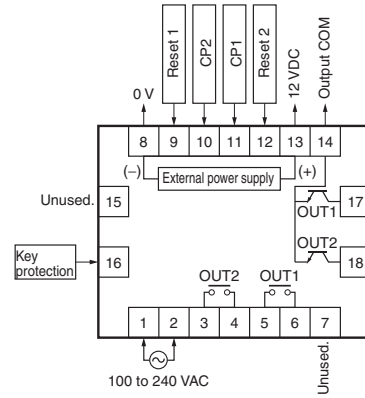 Reset 1
CP2
CP1
Reset 2
12 VDC
Output COM
0 V
8
9
10
11
12
13
14
(−)
External power supply
(+)
Unused.
15
17
OUT1
Key
protection
16
OUT2
18
OUT2
OUT1
1
2
3
4
5
6
7
100 to 240 VAC
Unused.